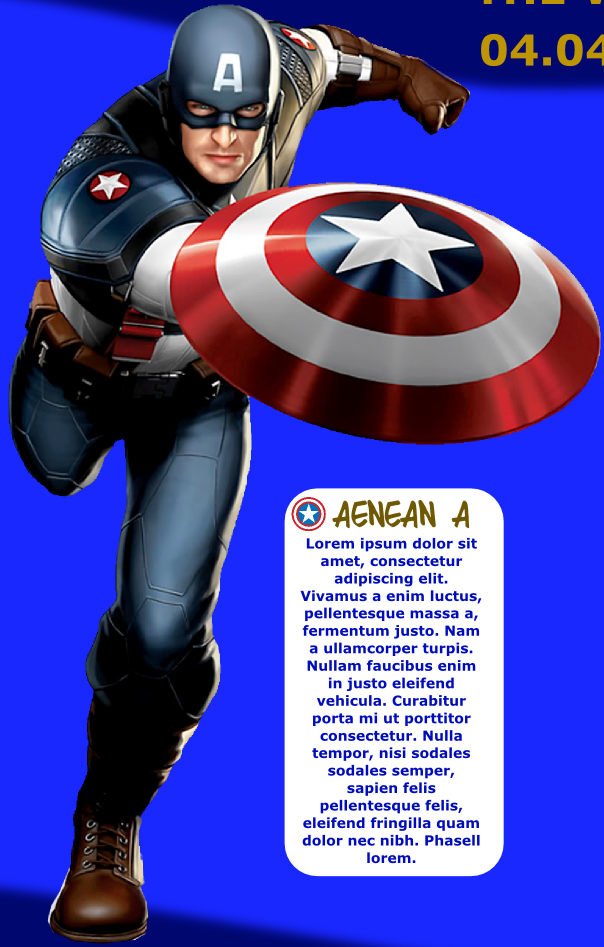 04.04
A
AENEAN A
Lorem ipsum dolor sit
amet, consectetur
adipiscing elit.
Vivamus a enim luctus,
pellentesque massa a,
fermentum justo. Nam
a ullamcorper turpis.
Nullam faucibus enim
in justo eleifend
vehicula. Curabitur
porta mi ut porttitor
consectetur. Nulla
tempor, nisi sodales
sodales semper,
sapien felis
pellentesque felis,
eleifend fringilla quam
dolor nec nibh. Phasell
lorem.